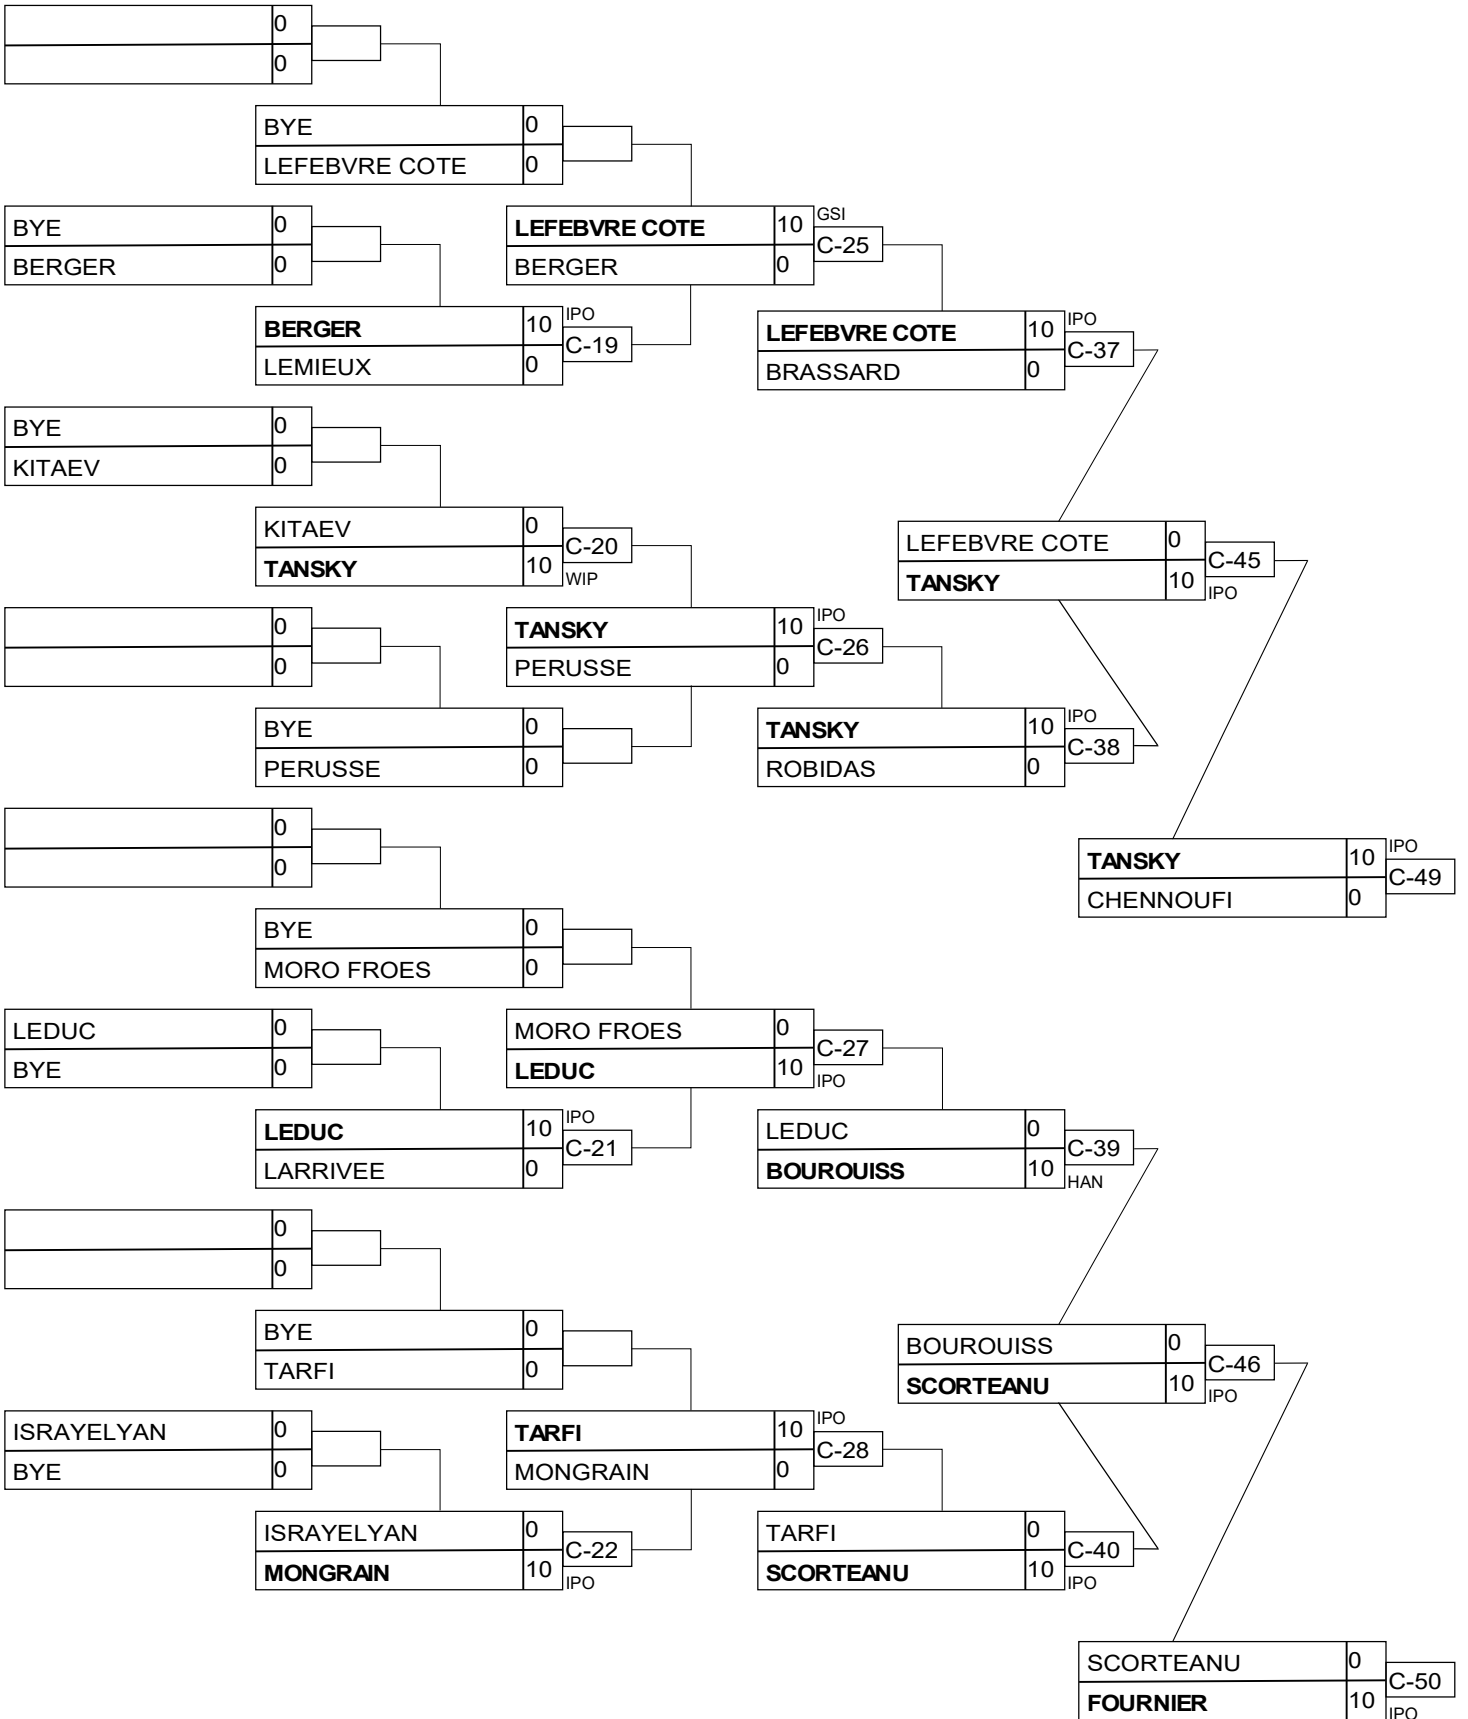 0
0
BYE 0
LEFEBVRE COTE 0
BYE 0
BERGER 0
LEFEBVRE COTE 10 GSI
C-25
BERGER 0
BERGER 10 IPO
C-19
LEMIEUX 0
LEFEBVRE COTE 10 IPO
C-37
BRASSARD 0
BYE 0
KITAEV 0
KITAEV 0
C-20
TANSKY 10 WIP
LEFEBVRE COTE 0
C-45
TANSKY 10 IPO
0
0
TANSKY 10 IPO
C-26
PERUSSE 0
BYE 0
PERUSSE 0
TANSKY 10 IPO
C-38
ROBIDAS 0
0
0
TANSKY 10 IPO
C-49
CHENNOUFI 0
BYE 0
MORO FROES 0
LEDUC 0
BYE 0
MORO FROES 0
C-27
LEDUC 10 IPO
LEDUC 10 IPO
C-21
LARRIVEE 0
LEDUC 0
C-39
BOUROUISS 10 HAN
0
0
BYE 0
TARFI 0
BOUROUISS 0
C-46
SCORTEANU 10 IPO
ISRAYELYAN 0
BYE 0
TARFI 10 IPO
C-28
MONGRAIN 0
ISRAYELYAN 0
C-22
MONGRAIN 10 IPO
TARFI 0
C-40
SCORTEANU 10 IPO
SCORTEANU 0
C-50
FOURNIER 10 IPO